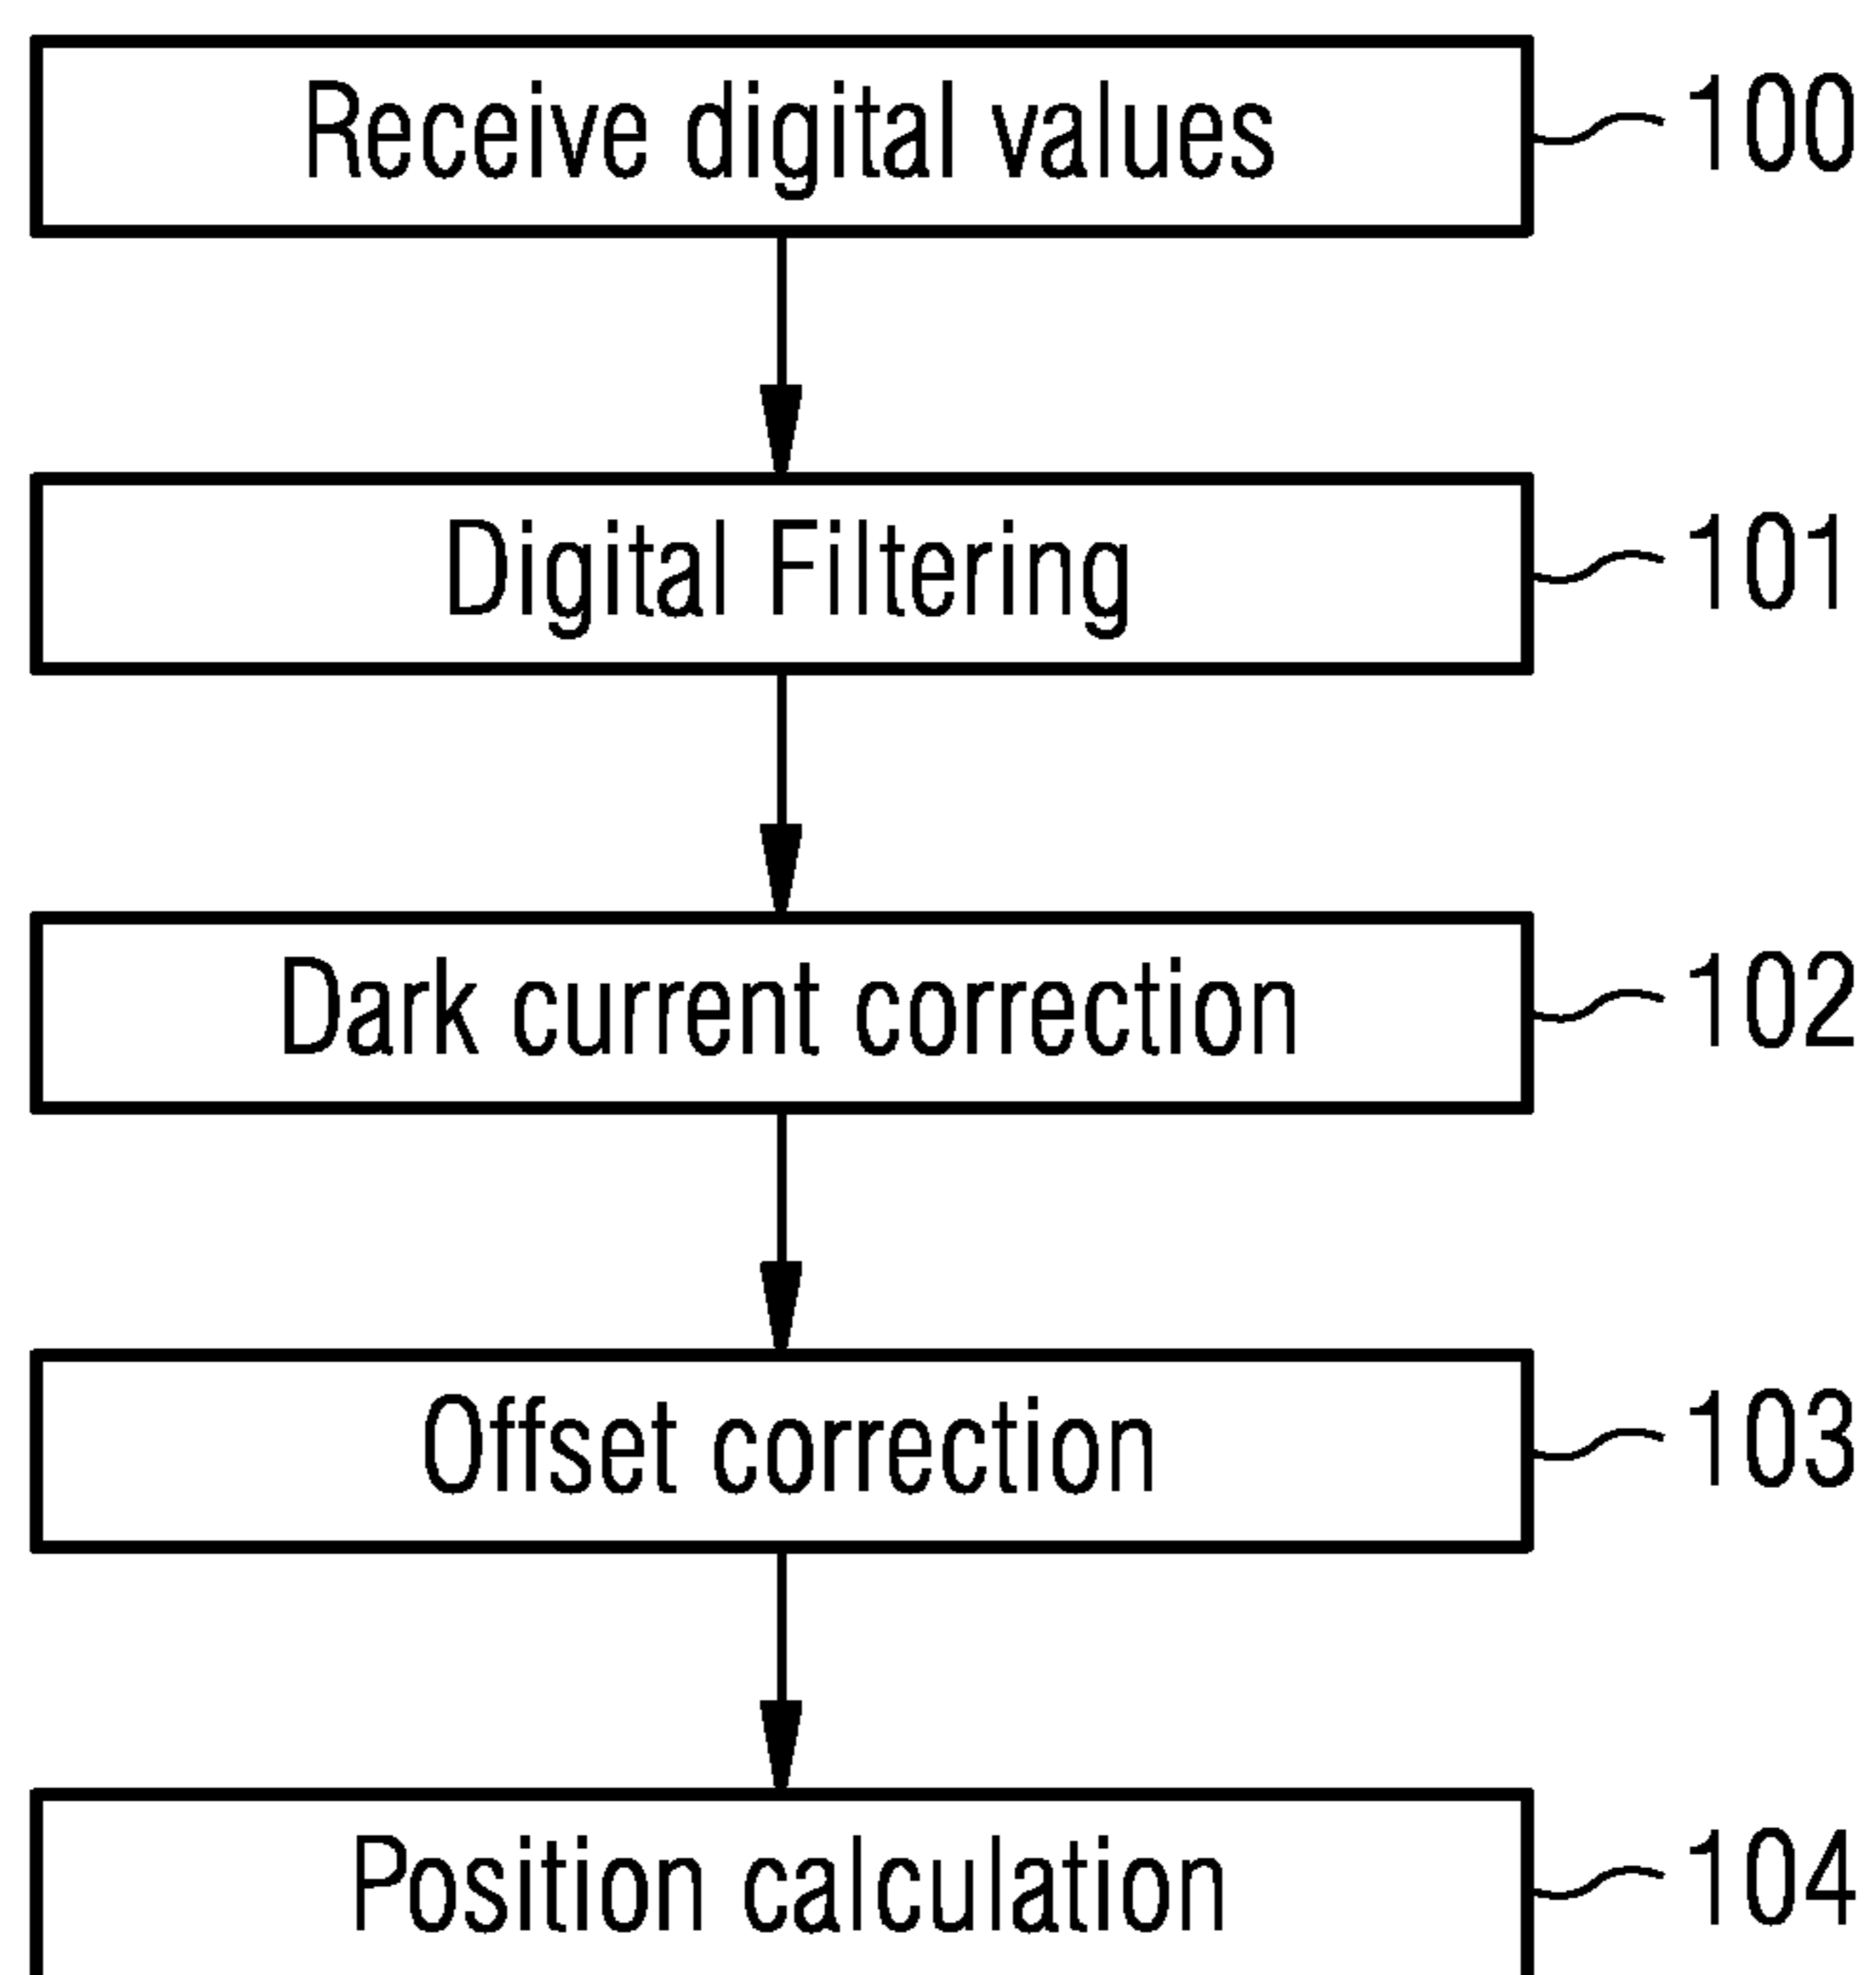 Receive digital values 100
Digital Filtering 101
Dark current correction 102
Offset correction 103
Position calculation 104